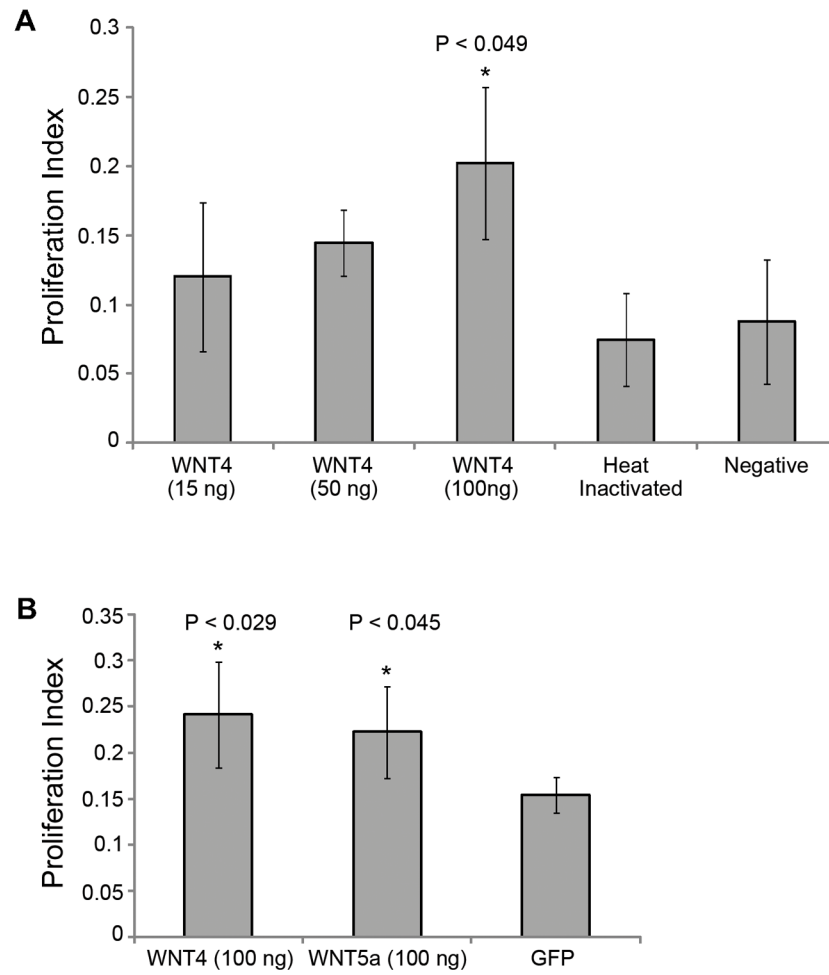 A
0.3
P < 0.049
*
0.25
0.2
0.15
0.1
0.05
0
Proliferation Index
WNT4 (15 ng)
WNT4 (50 ng)
WNT4 (100ng)
Heat Inactivated
Negative
B
0.35
P < 0.029
P < 0.045
*
*
0.3
0.25
0.2
0.15
0.1
0.05
0
Proliferation Index
WNT4 (100 ng)
WNT5a (100 ng)
GFP